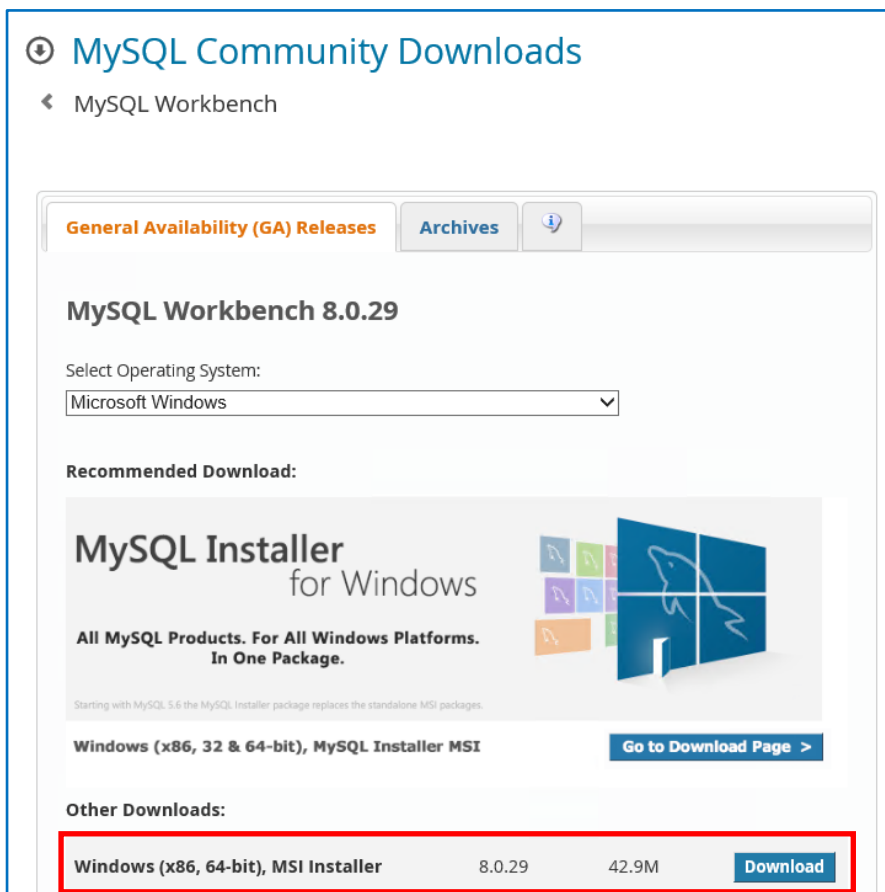 MySQL Community Downloads
MySQL Workbench
General Availability (GA) Releases Archives
MySQL Workbench 8.0.29
Select Operating System:
Microsoft Windows
Recommended Download:
MySQL Installer
for Windows
All MySQL Products. For All Windows Platforms.
In One Package.
Starting with MySQL 5.6 the MySQL Installer package replaces the standalone MSI packages.
Windows (x86, 32 & 64-bit), MySQL Installer MSI Go to Download Page >
Other Downloads:
Windows (x86, 64-bit), MSI Installer 8.0.29 42.9M Download